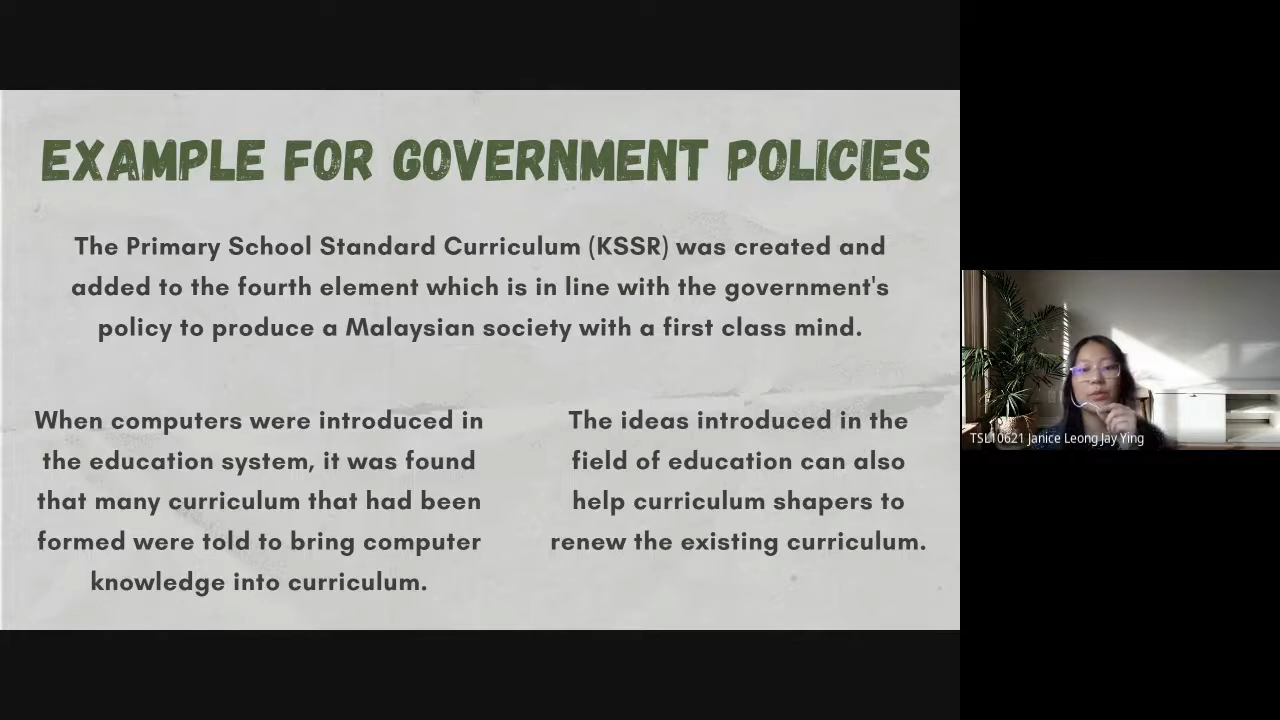 EXAMPLE FOR GOVERNMENT POLICIES
The Primary School Standard Curriculum (KSSR) was created and
added to the fourth element which is in line with the government's
policy to produce a Malaysian society with a first class mind.
When computers were introduced in
the education system, it was found
that many curriculum that had been
formed were told to bring computer
knowledge into curriculum.
The ideas introduced in the
field of education can also
help curriculum shapers to
renew the existing curriculum.
TSL10621 Janice Leong Jay Ying